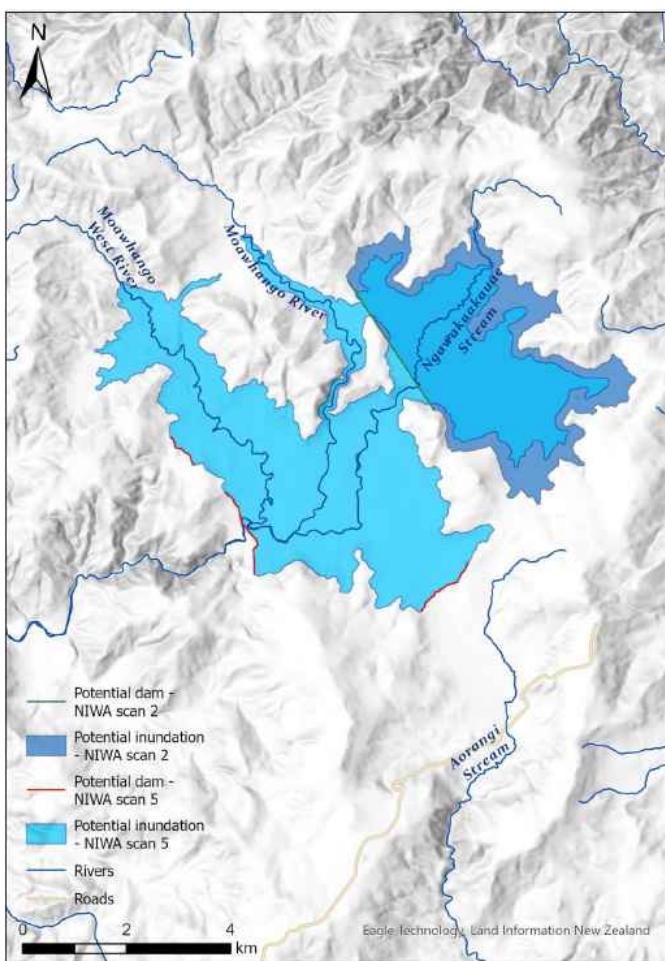 N
Moawhango
West River
Moawhango River
Ngawakaakauae
Stream
Aorangi
Stream
Potential dam -
NIWA scan 2
Potential inundation
- NIWA scan 2
Potential dam -
NIWA scan 5
Potential inundation
- NIWA scan 5
Rivers
Roads
0 2 4
km
Eagle Technology, Land Information New Zealand